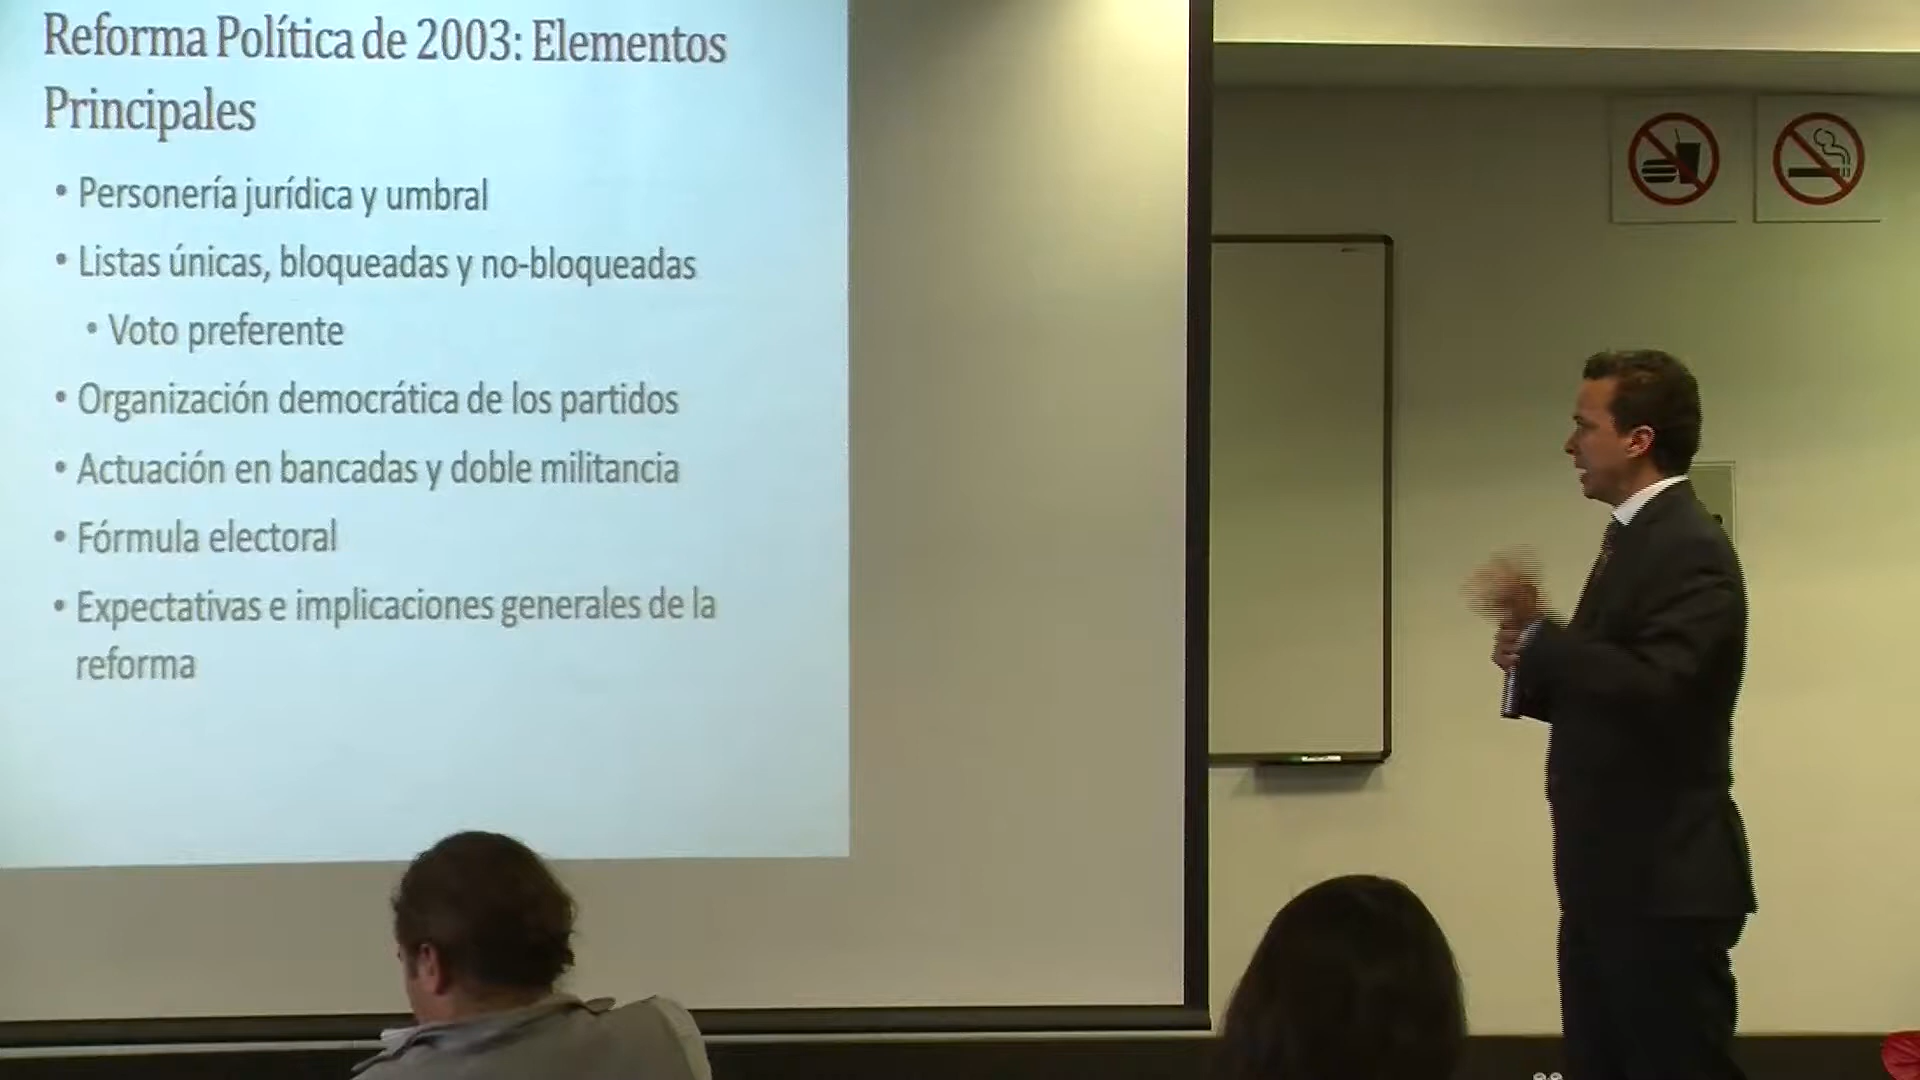 Reforma Política de 2003: Elementos
Principales
• Personería jurídica y umbral
• Listas únicas, bloqueadas y no-bloqueadas
• Voto preferente
• Organización democrática de los partidos
• Actuación en bancadas y doble militancia
• Fórmula electoral
• Expectativas e implicaciones generales de la
reforma